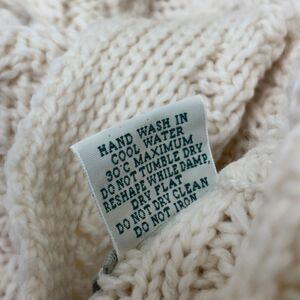 HAND WASH IN
COOL WATER
30°C MAXIMUM
DO NOT TUMBLE DRY
RESHAPE WHILE DAMP,
DRY FLAT
DO NOT DRY CLEAN
DO NOT IRON